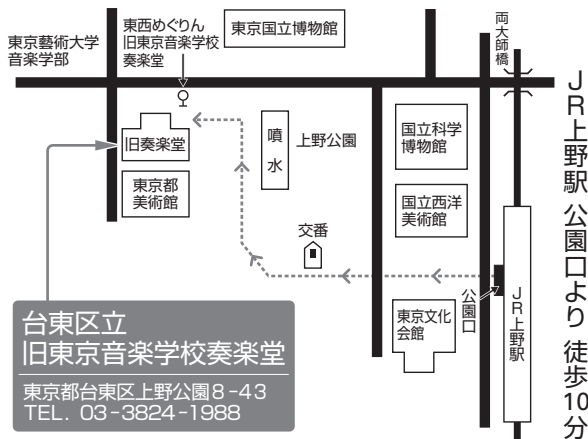 東京藝術大学
音楽学部
東西めぐりん
旧東京音楽学校
奏楽堂
東京国立博物館
両大師橋
旧奏楽堂
噴水
上野公園
国立科学
博物館
東京都
美術館
国立西洋
美術館
交番
公園口
東京文化
会館
JR上野駅
JR上野駅 公園口より 徒歩10分
台東区立
旧東京音楽学校奏楽堂
東京都台東区上野公園8-43
TEL. 03-3824-1988